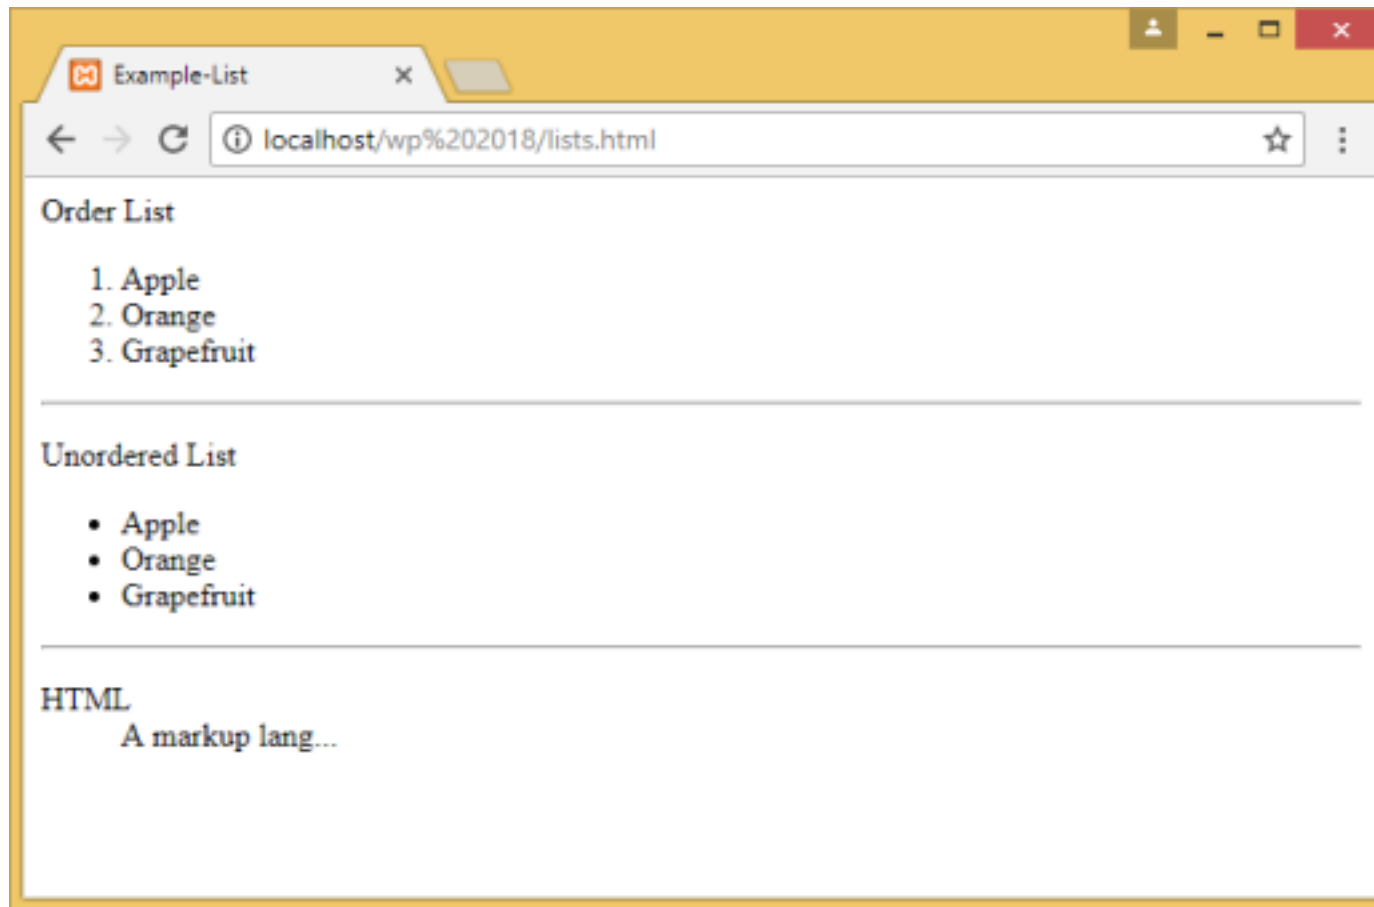 Example-List
localhost/wp%202018/lists.html
Order List
1. Apple
2. Orange
3. Grapefruit
Unordered List
• Apple
• Orange
• Grapefruit
HTML
A markup lang...